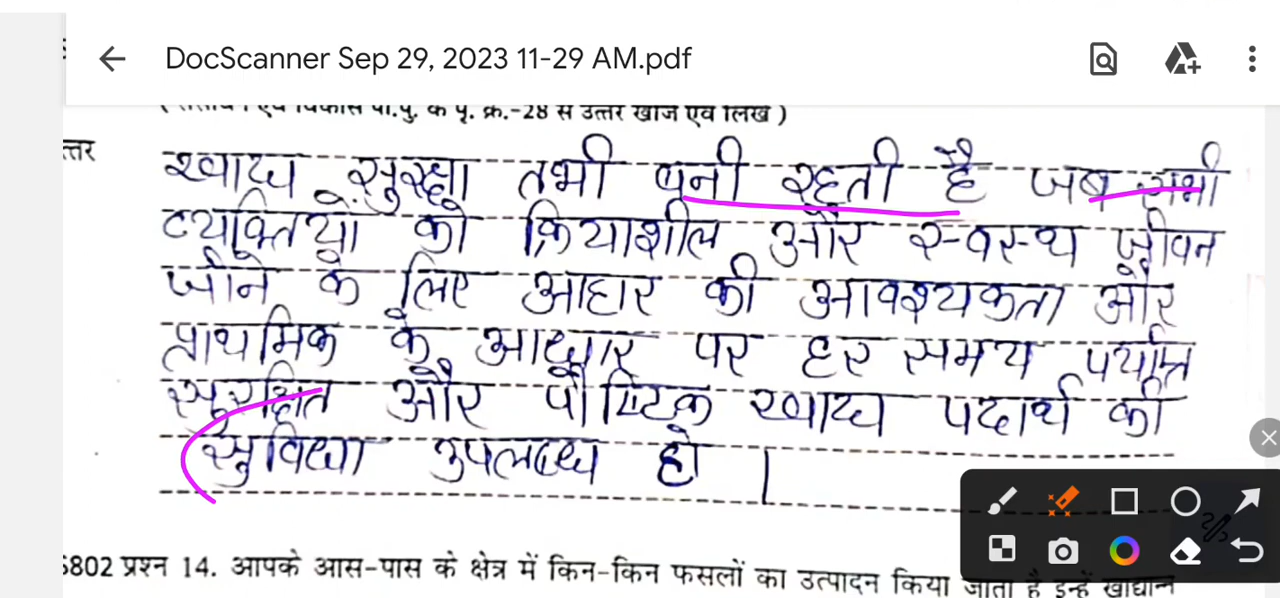 DocScanner Sep 29, 2023 11-29 AM.pdf
एवं विकास पा.पु. के पृ. क्र.-28 से उत्तर खोज एवं लिखें )
त्तर
खाद्य सुरक्षा तभी बनी रहती है जब सभी
व्यक्तियों को क्रियाशील और स्वस्थ जीवन
जीने के लिए आहार की आवश्यकता और
प्राथमिक के आधार पर हर समय पर्याप्त
सुरक्षित और पौष्टिक खाद्य पदार्थ की
सुविधा उपलब्ध हो |
6802 प्रश्न 14. आपके आस-पास के क्षेत्र में किन-किन फसलों का उत्पादन किया जाता है इन्हें खाद्यान्न